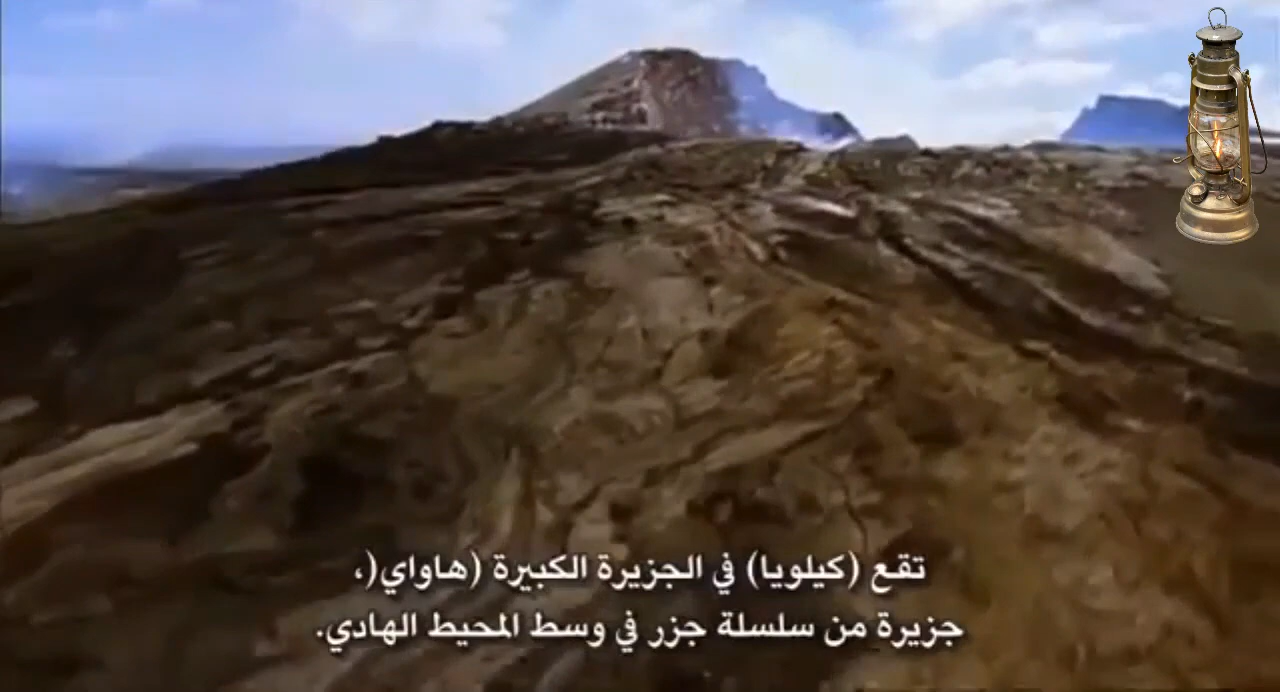 تقع (كيلويا) في الجزيرة الكبيرة (هاواي(،
جزيرة من سلسلة جزر في وسط المحيط الهادي.